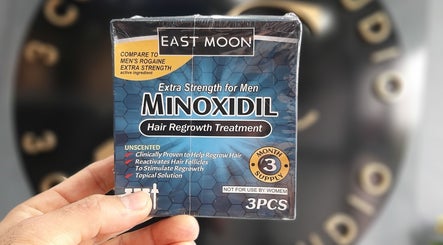 EAST MOON
COMPARE TO
MEN'S ROGAINE
EXTRA STRENGTH
active ingredient
Extra Strength for Men
MINOXIDIL
Hair Regrowth Treatment
UNSCENTED
Clinically Proven to Help Regrow Hair
Reactivates Hair Follicles
To Stimulate Regrowth
Topical Solution
MONTH
3
SUPPLY
NOT FOR USE BY WOMEM
3PCS